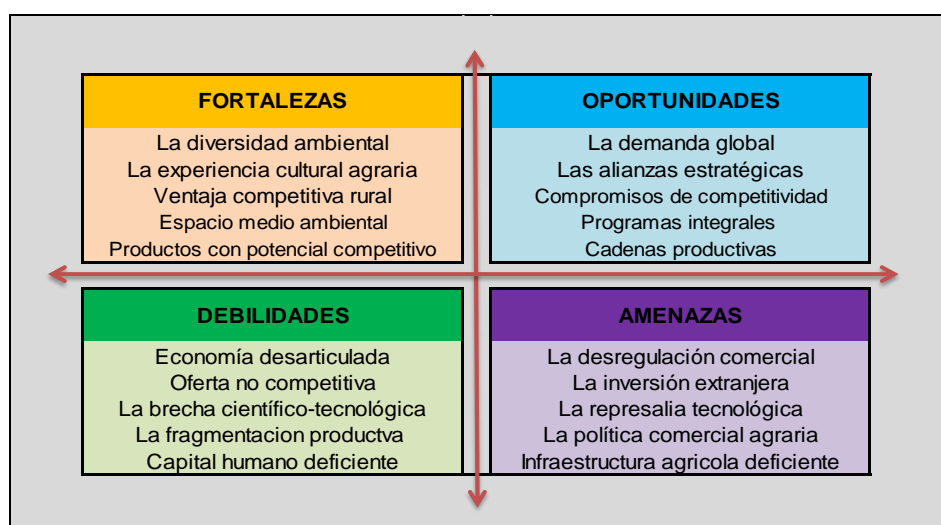 FORTALEZAS
La diversidad ambiental
La experiencia cultural agraria
Ventaja competitiva rural
Espacio medio ambiental
Productos con potencial competitivo
OPORTUNIDADES
La demanda global
Las alianzas estratégicas
Compromisos de competitividad
Programas integrales
Cadenas productivas
DEBILIDADES
Economía desarticulada
Oferta no competitiva
La brecha científico-tecnológica
La fragmentacion productva
Capital humano deficiente
AMENAZAS
La desregulación comercial
La inversión extranjera
La represalia tecnológica
La política comercial agraria
Infraestructura agricola deficiente